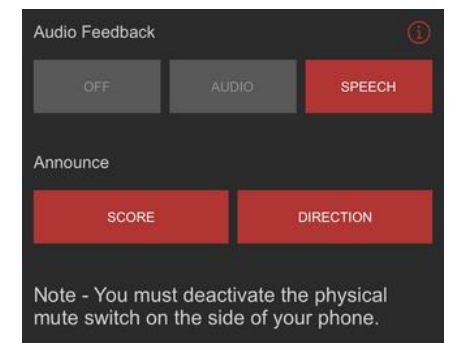 Audio Feedback
OFF AUDIO SPEECH
Announce
SCORE DIRECTION
Note - You must deactivate the physical
mute switch on the side of your phone.